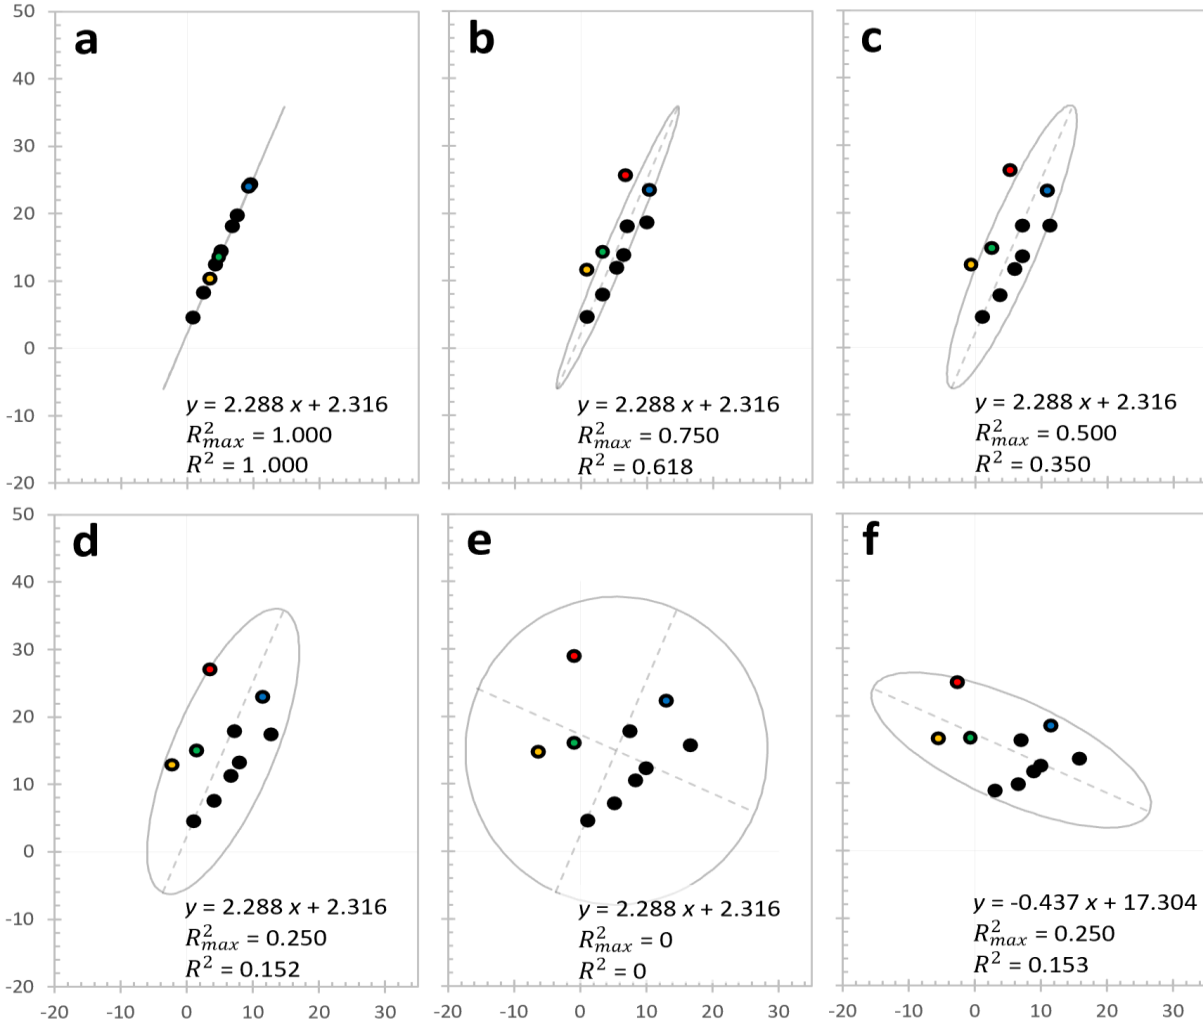 50
40
30
20
10
0
-10
-20
a
y = 2.288 x + 2.316
R²max = 1.000
R² = 1 .000
b
y = 2.288 x + 2.316
R²max = 0.750
R² = 0.618
c
y = 2.288 x + 2.316
R²max = 0.500
R² = 0.350
50
40
30
20
10
0
-10
-20
d
y = 2.288 x + 2.316
R²max = 0.250
R² = 0.152
e
y = 2.288 x + 2.316
R²max = 0
R² = 0
f
y = -0.437 x + 17.304
R²max = 0.250
R² = 0.153
-20 -10 0 10 20 30
-20 -10 0 10 20 30
-20 -10 0 10 20 30